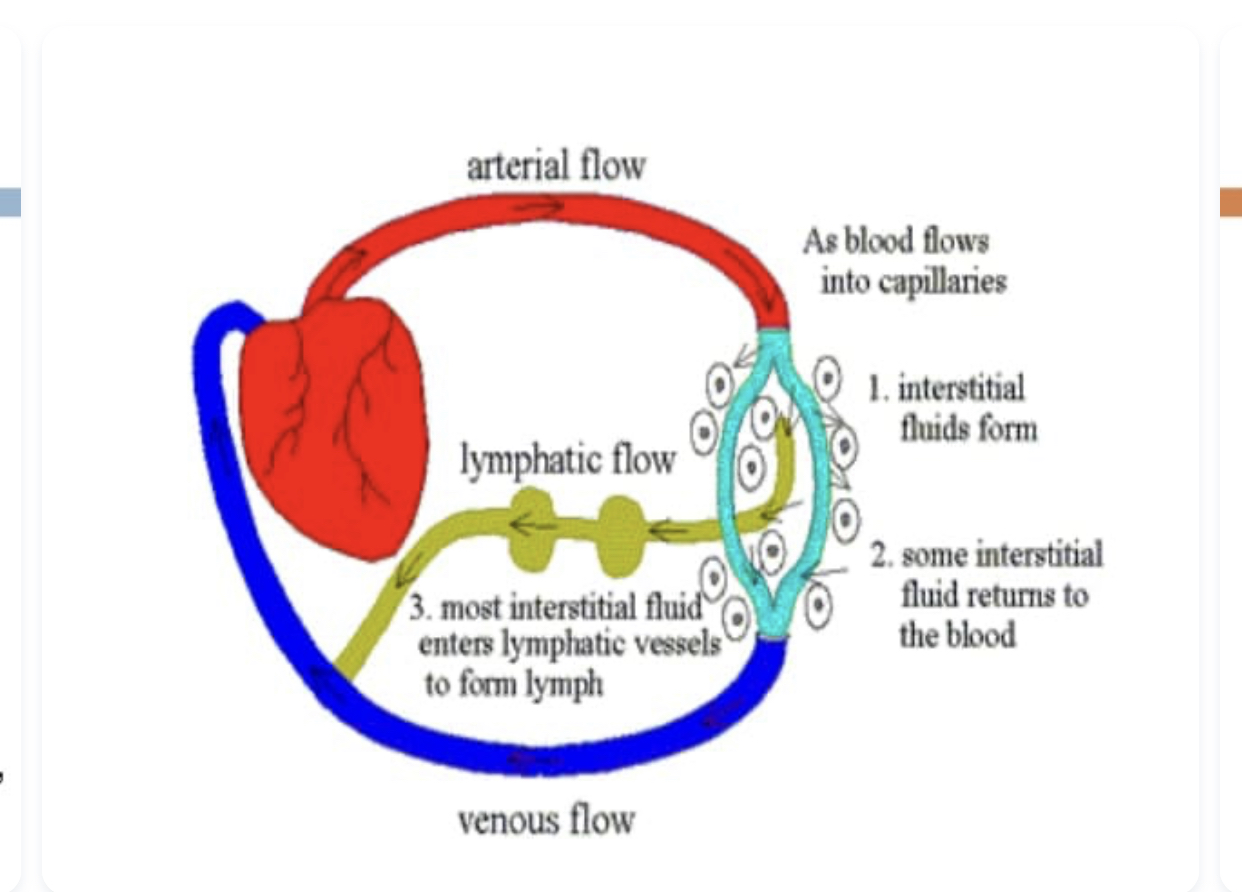 arterial flow
As blood flows
into capillaries
1. interstitial
fluids form
lymphatic flow
2. some interstitial
fluid returns to
the blood
3. most interstitial fluid
enters lymphatic vessels
to form lymph
venous flow